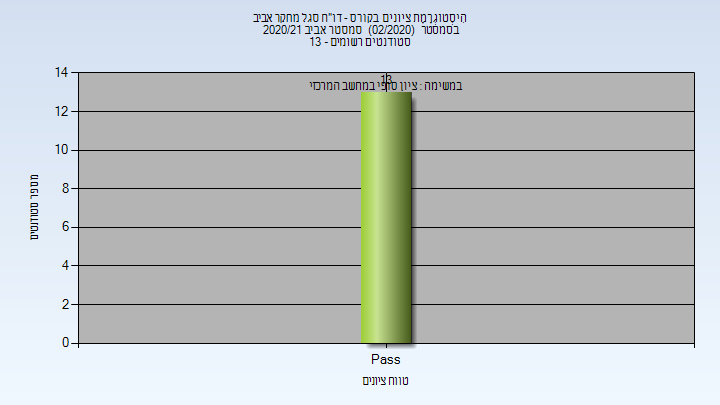 היסטוגרמת ציונים בקורס - דו"ח סגל מחקר אביב
בסמסטר (02/2020) סמסטר אביב 2020/21
סטודנטים רשומים - 13
13
במשימה : ציון סופי במחשב המרכזי
14
12
10
8
6
4
2
0
מספר סטודנטים
Pass
טווח ציונים